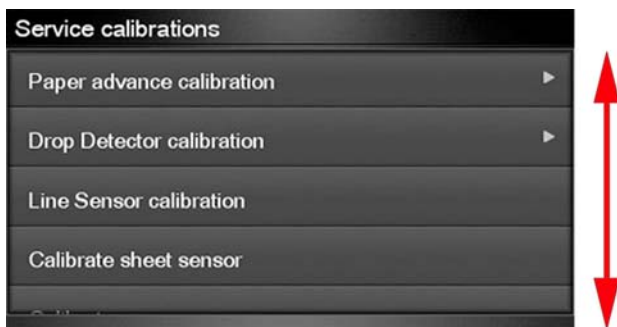 Service calibrations
Paper advance calibration
Drop Detector calibration
Line Sensor calibration
Calibrate sheet sensor